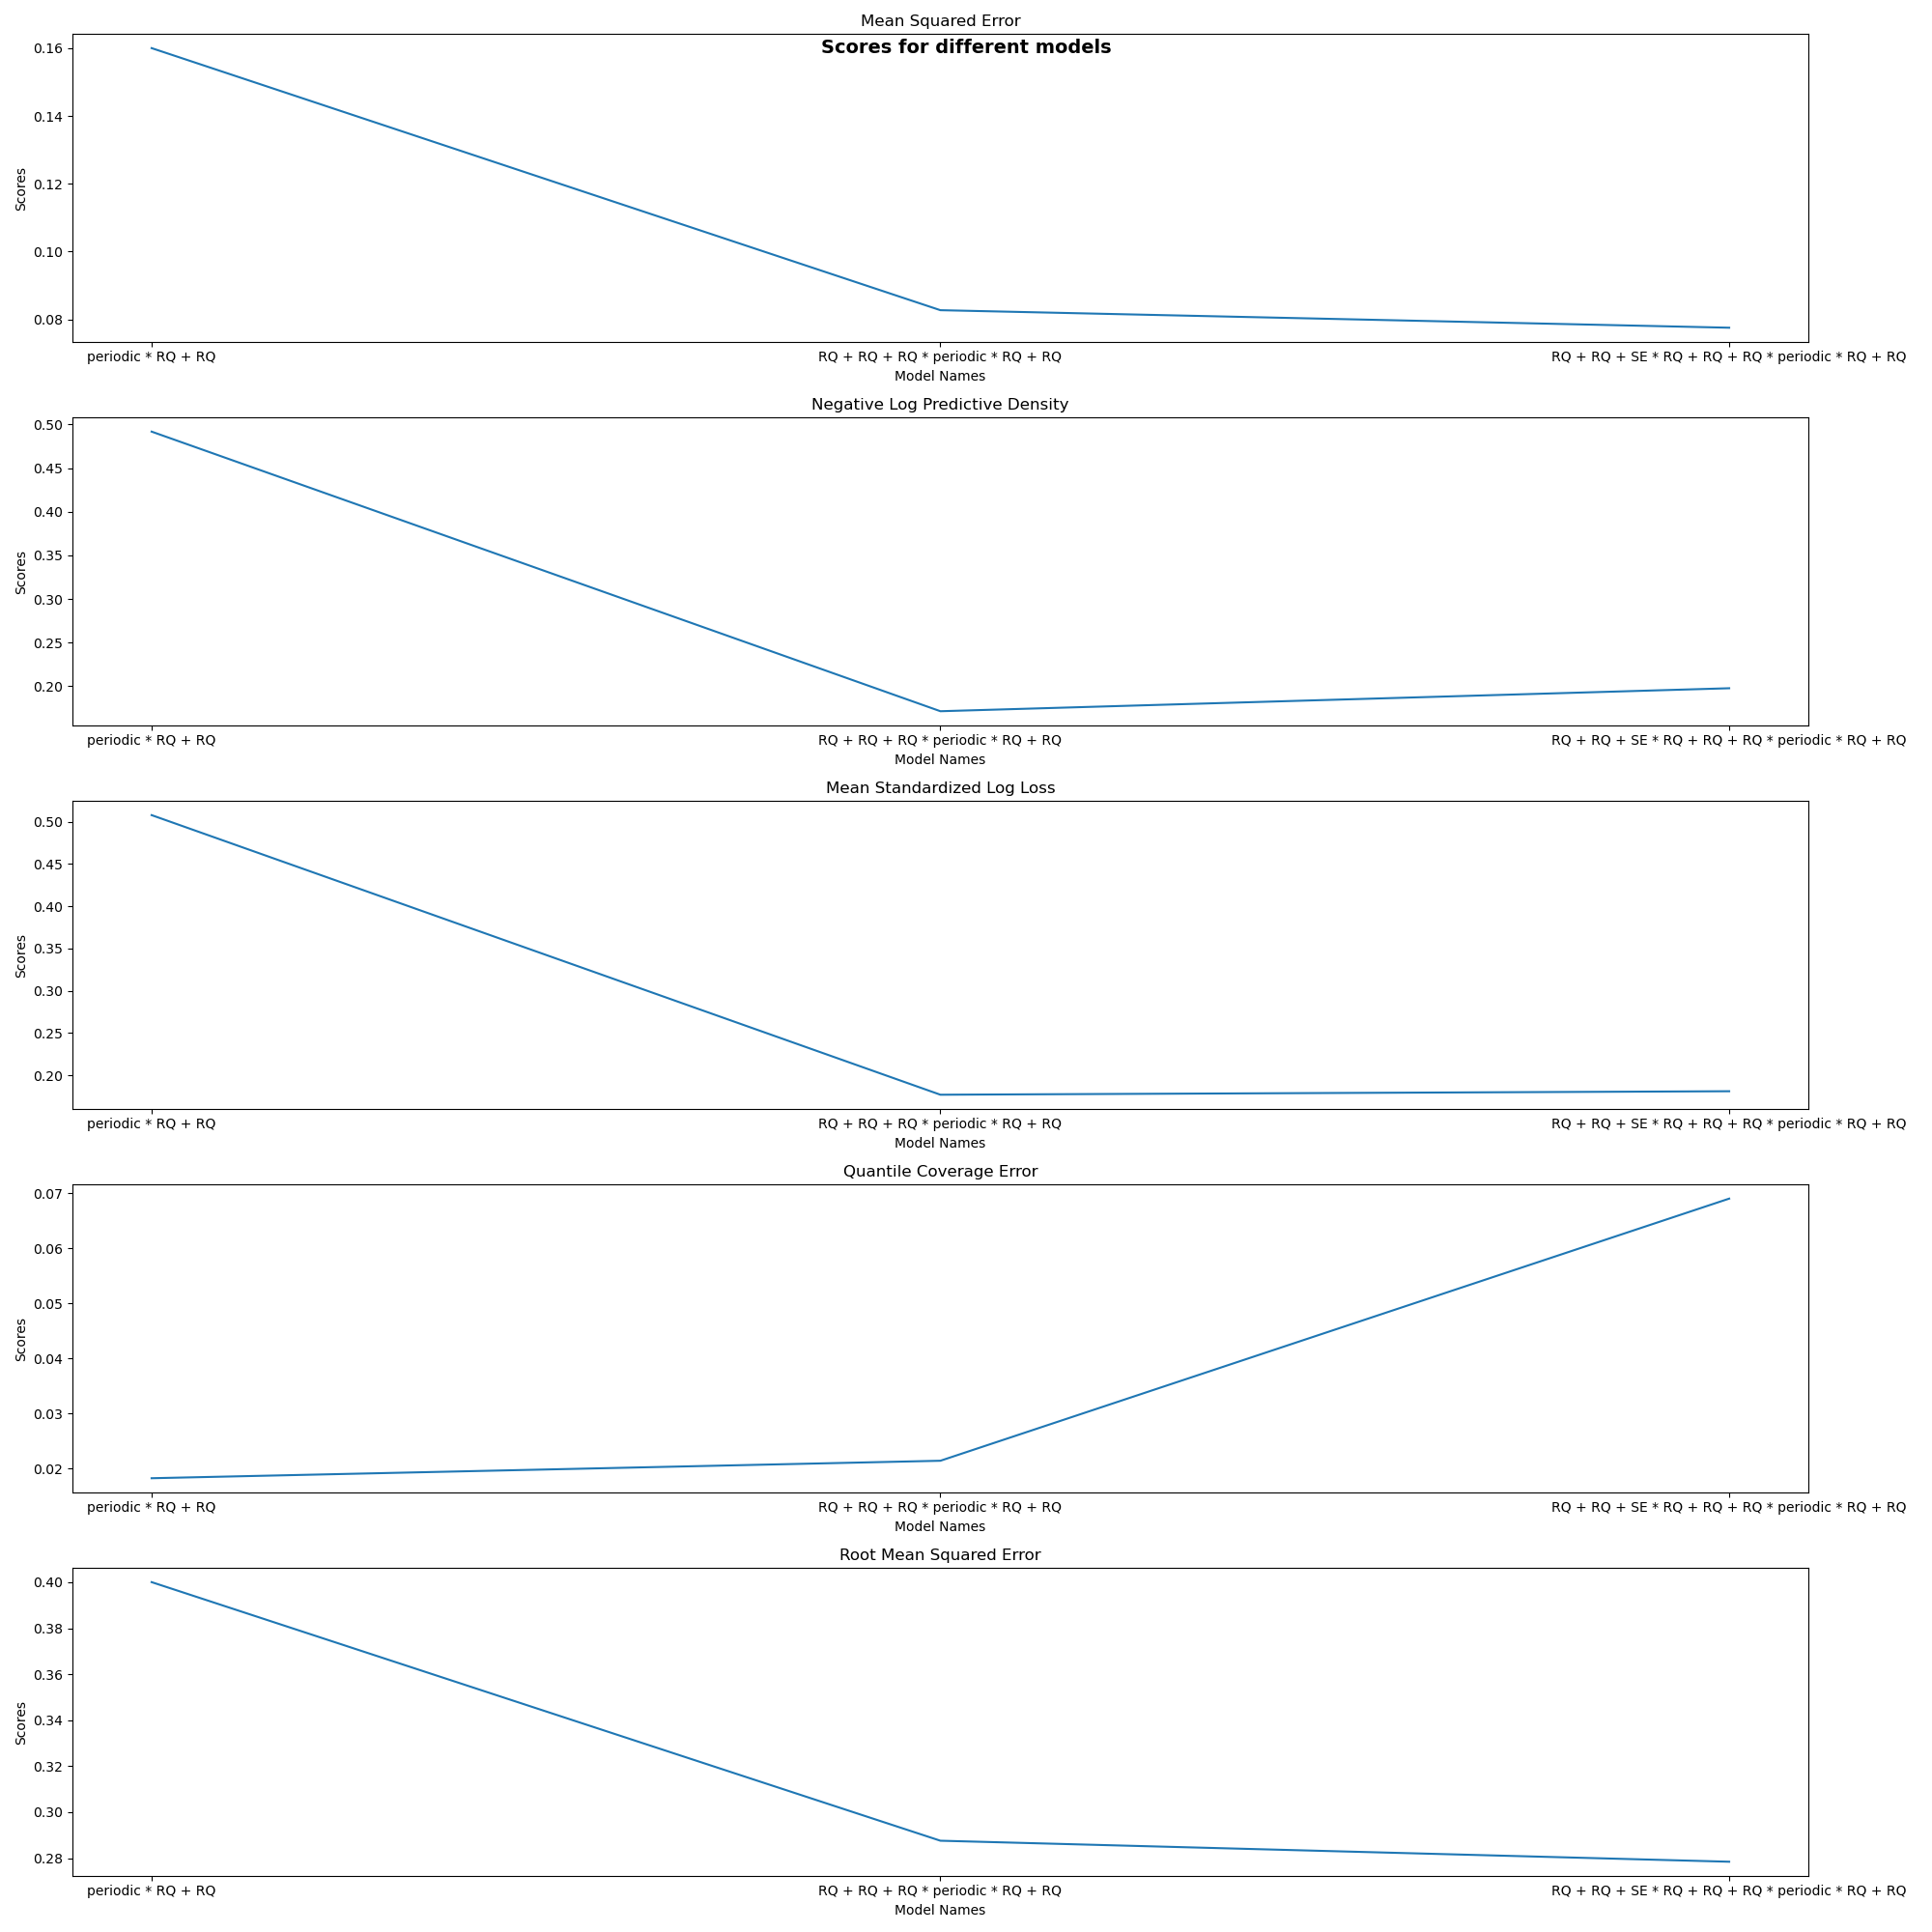 Mean Squared Error
Scores for different models
0.16
0.14
0.12
0.10
0.08
Scores
periodic * RQ + RQ
RQ + RQ + RQ * periodic * RQ + RQ
RQ + RQ + SE * RQ + RQ + RQ * periodic * RQ + RQ
Model Names
Negative Log Predictive Density
0.50
0.45
0.40
0.35
0.30
0.25
0.20
Scores
periodic * RQ + RQ
RQ + RQ + RQ * periodic * RQ + RQ
RQ + RQ + SE * RQ + RQ + RQ * periodic * RQ + RQ
Model Names
Mean Standardized Log Loss
0.50
0.45
0.40
0.35
0.30
0.25
0.20
Scores
periodic * RQ + RQ
RQ + RQ + RQ * periodic * RQ + RQ
RQ + RQ + SE * RQ + RQ + RQ * periodic * RQ + RQ
Model Names
Quantile Coverage Error
0.07
0.06
0.05
0.04
0.03
0.02
Scores
periodic * RQ + RQ
RQ + RQ + RQ * periodic * RQ + RQ
RQ + RQ + SE * RQ + RQ + RQ * periodic * RQ + RQ
Model Names
Root Mean Squared Error
0.40
0.38
0.36
0.34
0.32
0.30
0.28
Scores
periodic * RQ + RQ
RQ + RQ + RQ * periodic * RQ + RQ
RQ + RQ + SE * RQ + RQ + RQ * periodic * RQ + RQ
Model Names